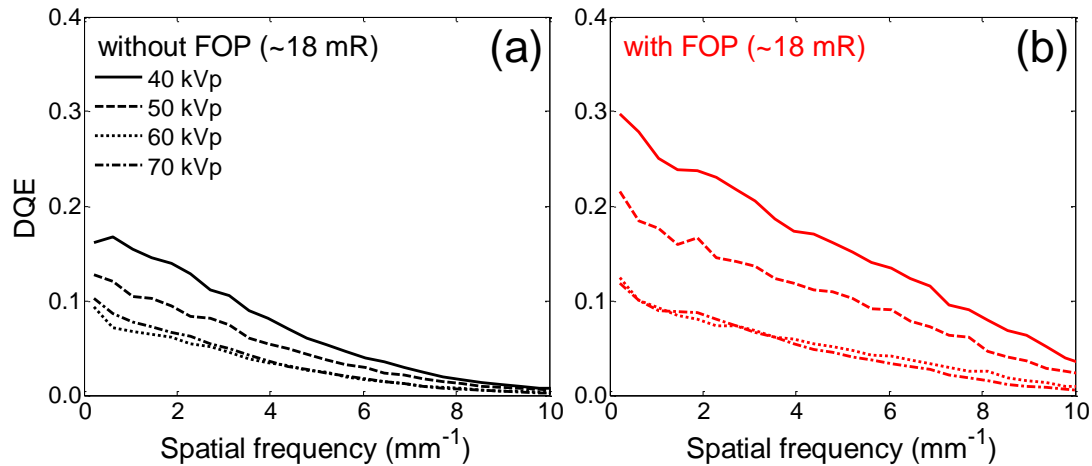 0.4
0.3
0.2
0.1
0.0
DQE
without FOP (~18 mR)
(a)
40 kVp
50 kVp
60 kVp
70 kVp
0 2 4 6 8 10
Spatial frequency (mm⁻¹)
0.4
0.3
0.2
0.1
0.0
with FOP (~18 mR)
(b)
0 2 4 6 8 10
Spatial frequency (mm⁻¹)